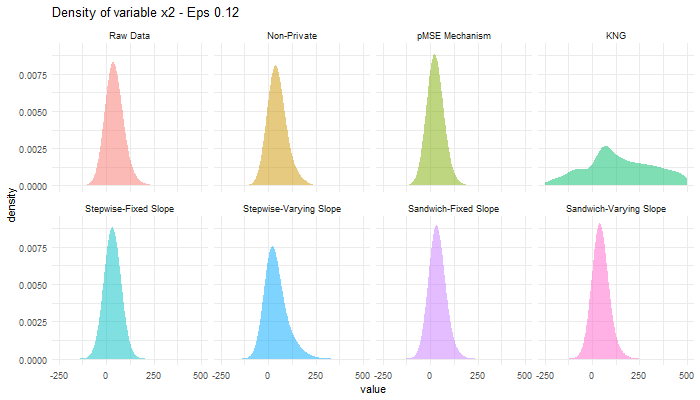 Density of variable x2 - Eps 0.12
Raw Data Non-Private pMSE Mechanism KNG
0.0075
0.0050
0.0025
0.0000
density
Stepwise-Fixed Slope Stepwise-Varying Slope Sandwich-Fixed Slope Sandwich-Varying Slope
0.0075
0.0050
0.0025
0.0000
-250 0 250 500 -250 0 250 500 -250 0 250 500 -250 0 250 500
value